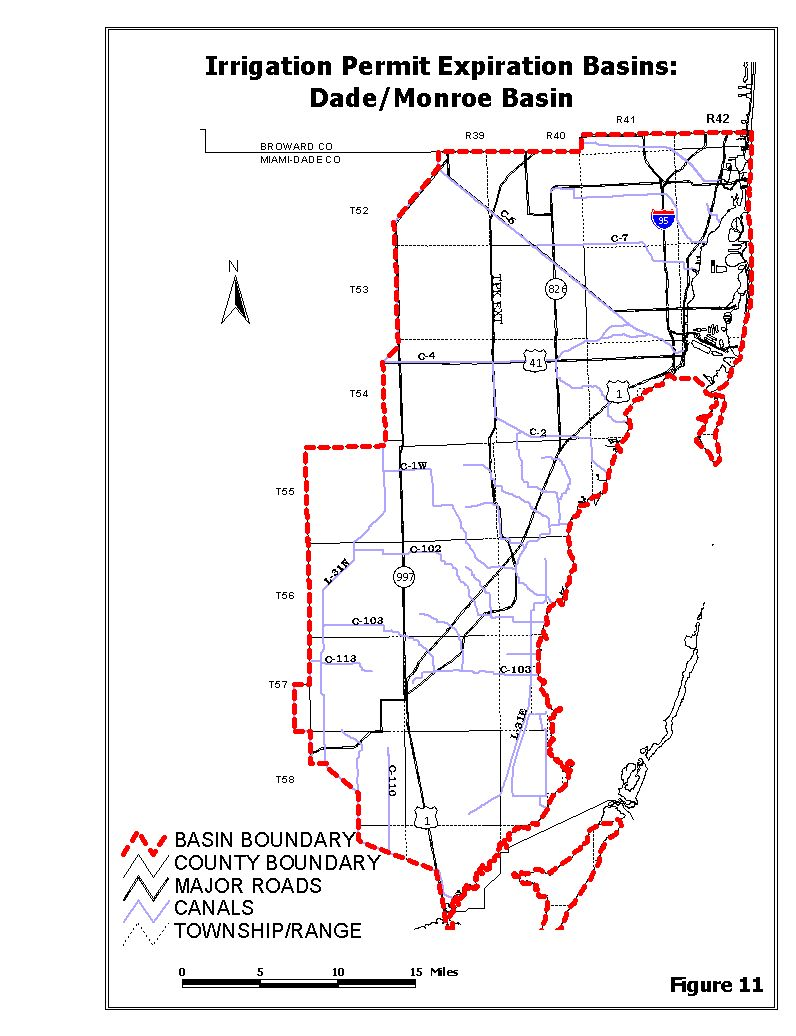 Irrigation Permit Expiration Basins:
Dade/Monroe Basin
R39
R40
R41
R42
BROWARD CO
MIAMI-DADE CO
T52
C-6
95
C-7
N
T53
TPK EXT
826
C-4
41
T54
1
C-2
C-1W
T55
C-102
L-31N
997
T56
C-103
C-113
C-103
T57
L-31E
T58
C-110
1
BASIN BOUNDARY
COUNTY BOUNDARY
MAJOR ROADS
CANALS
TOWNSHIP/RANGE
0 5 10 15 Miles
Figure 11